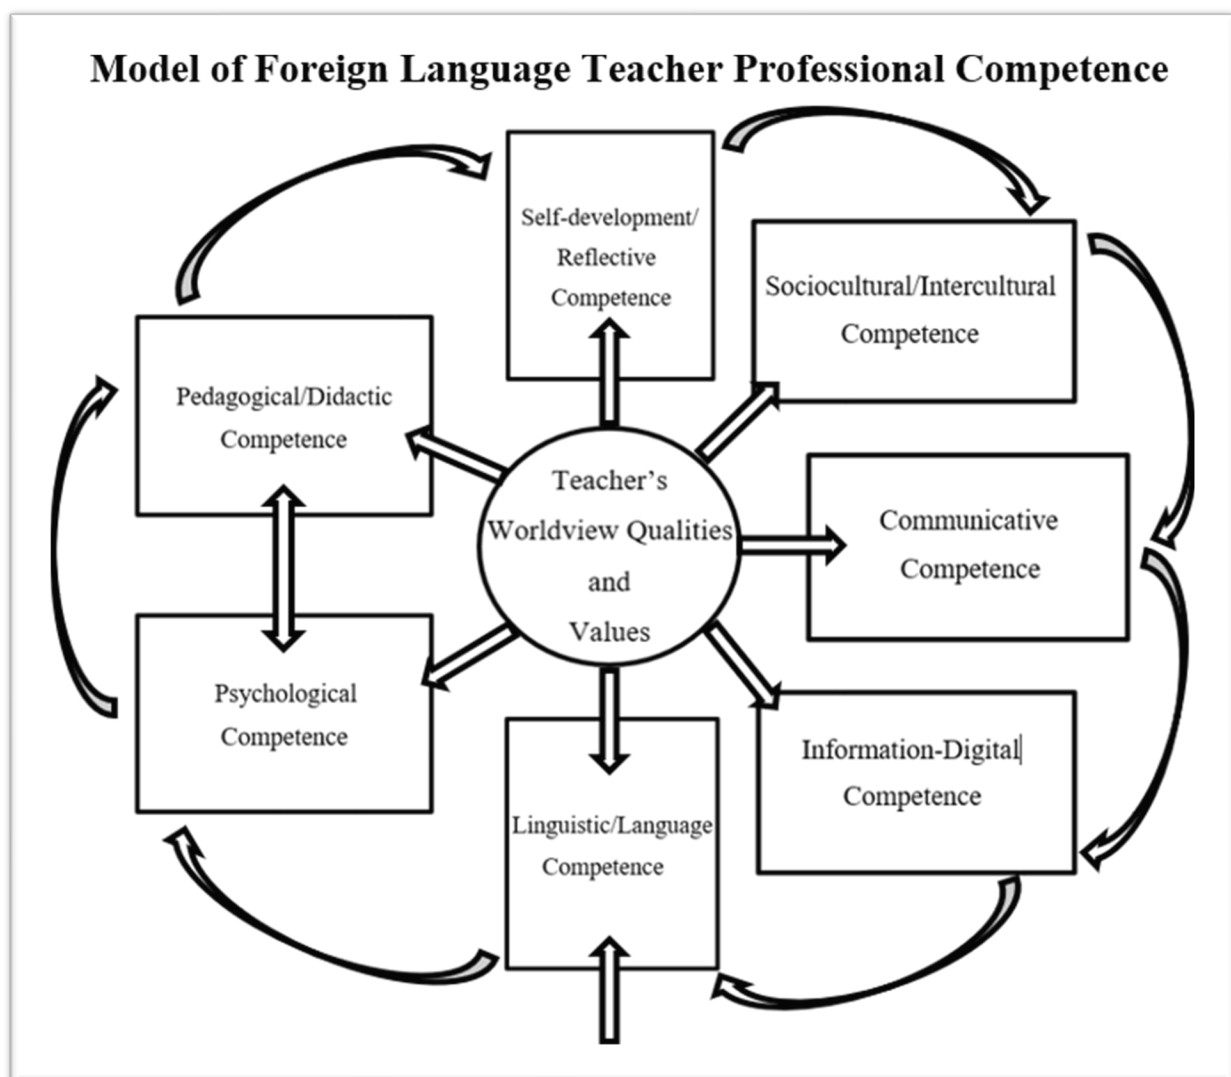 Model of Foreign Language Teacher Professional Competence
Self-development/
Reflective
Competence
Sociocultural/Intercultural
Competence
Pedagogical/Didactic
Competence
Teacher’s
Worldview Qualities
and
Values
Communicative
Competence
Psychological
Competence
Information-Digital
Competence
Linguistic/Language
Competence